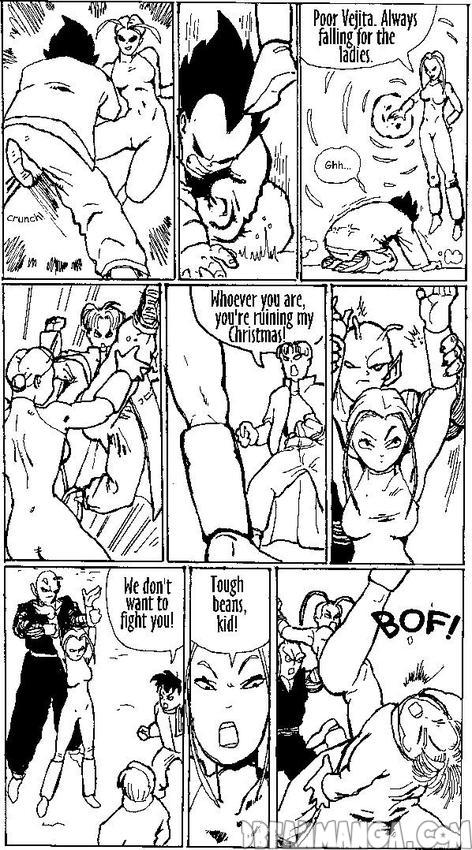 Poor Vejita. Always
falling for the
ladies.
crunch!
Ghh...
Whoever you are,
you're ruining my
Christmas!
We don't
want to
fight you!
Tough
beans,
kid!
BOF!
DBZAOMANGA.COM